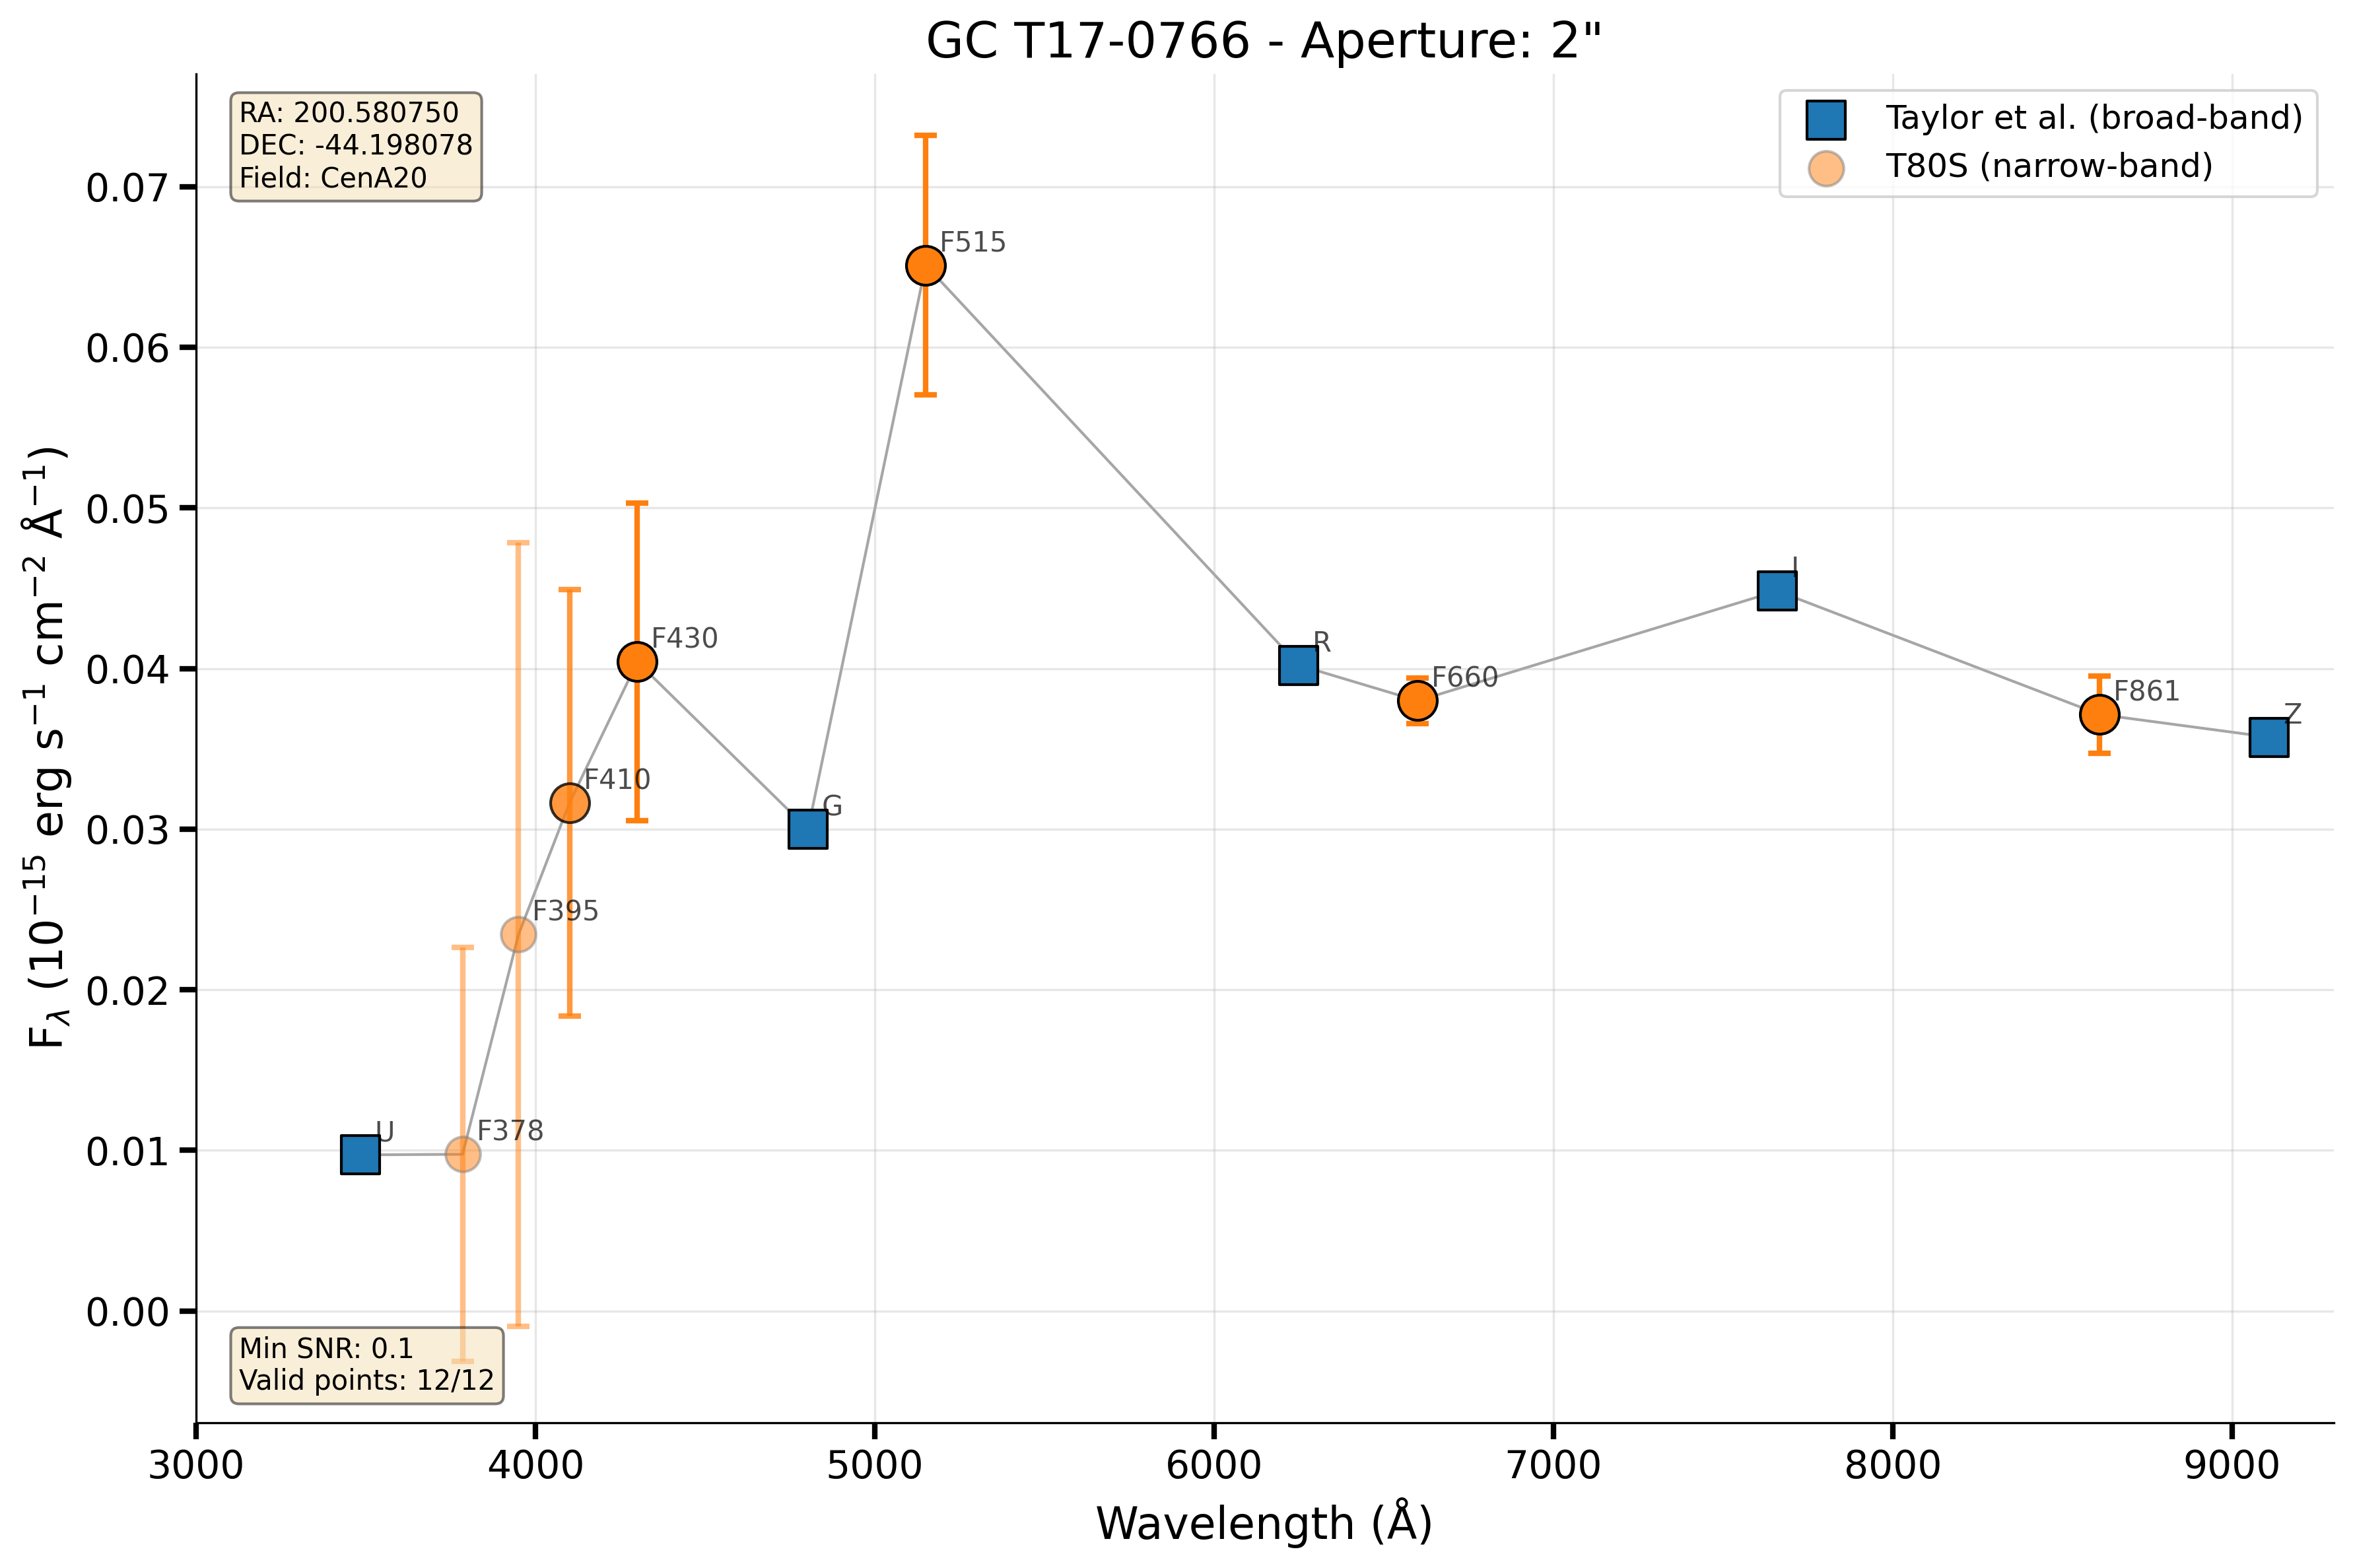 GC T17-0766 - Aperture: 2"
RA: 200.580750
DEC: -44.198078
Field: CenA20
Taylor et al. (broad-band)
T80S (narrow-band)
F515
F430
F410
F395
F378
U
G
R
F660
I
F861
Z
0.07
0.06
0.05
0.04
0.03
0.02
0.01
0.00
F_λ (10⁻¹⁵ erg s⁻¹ cm⁻² Å⁻¹)
Min SNR: 0.1
Valid points: 12/12
3000 4000 5000 6000 7000 8000 9000
Wavelength (Å)